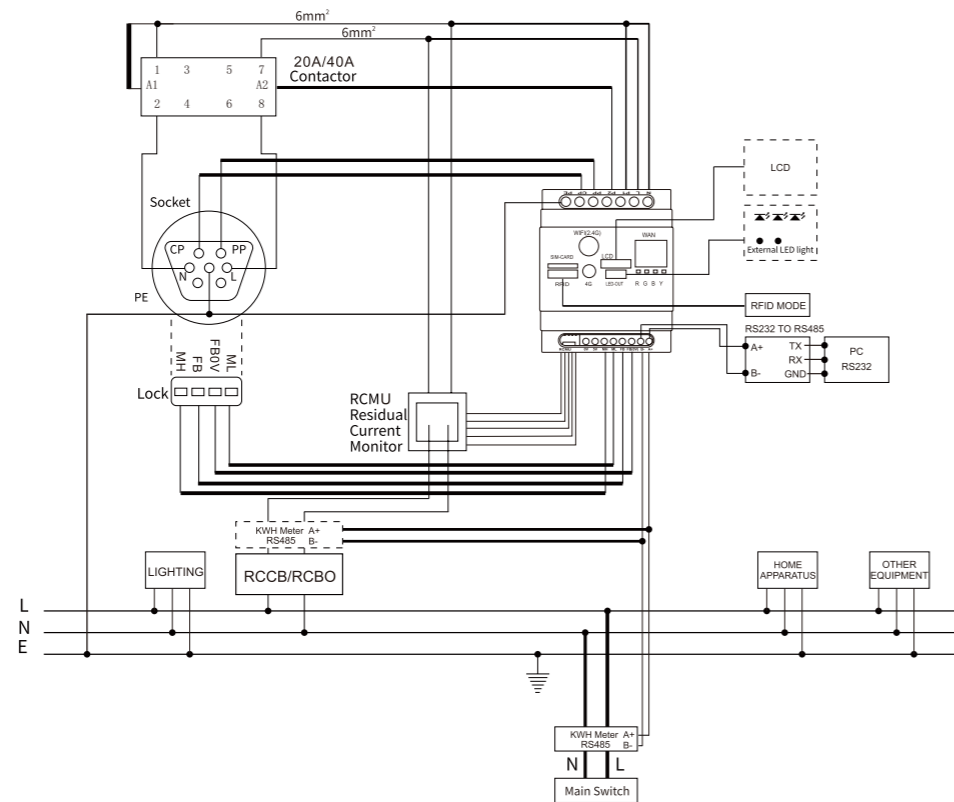 6mm²
6mm²
1 3 5 7
A1 A2
2 4 6 8
20A/40A
Contactor
Socket
CP PP
N L
PE
MH FB FB0V ML
Lock
WIFI(2.4G)
WAN
SIM-CARD
LCD
RFID
4G
LED OUT
R G B Y
LCD
External LED light
RFID MODE
RS232 TO RS485
A+ TX
RX
B- GND
PC
RS232
RCMU
Residual
Current
Monitor
KWH Meter A+
RS485 B-
RCCB/RCBO
LIGHTING
HOME
APPARATUS
OTHER
EQUIPMENT
L
N
E
KWH Meter A+
RS485 B-
N L
Main Switch